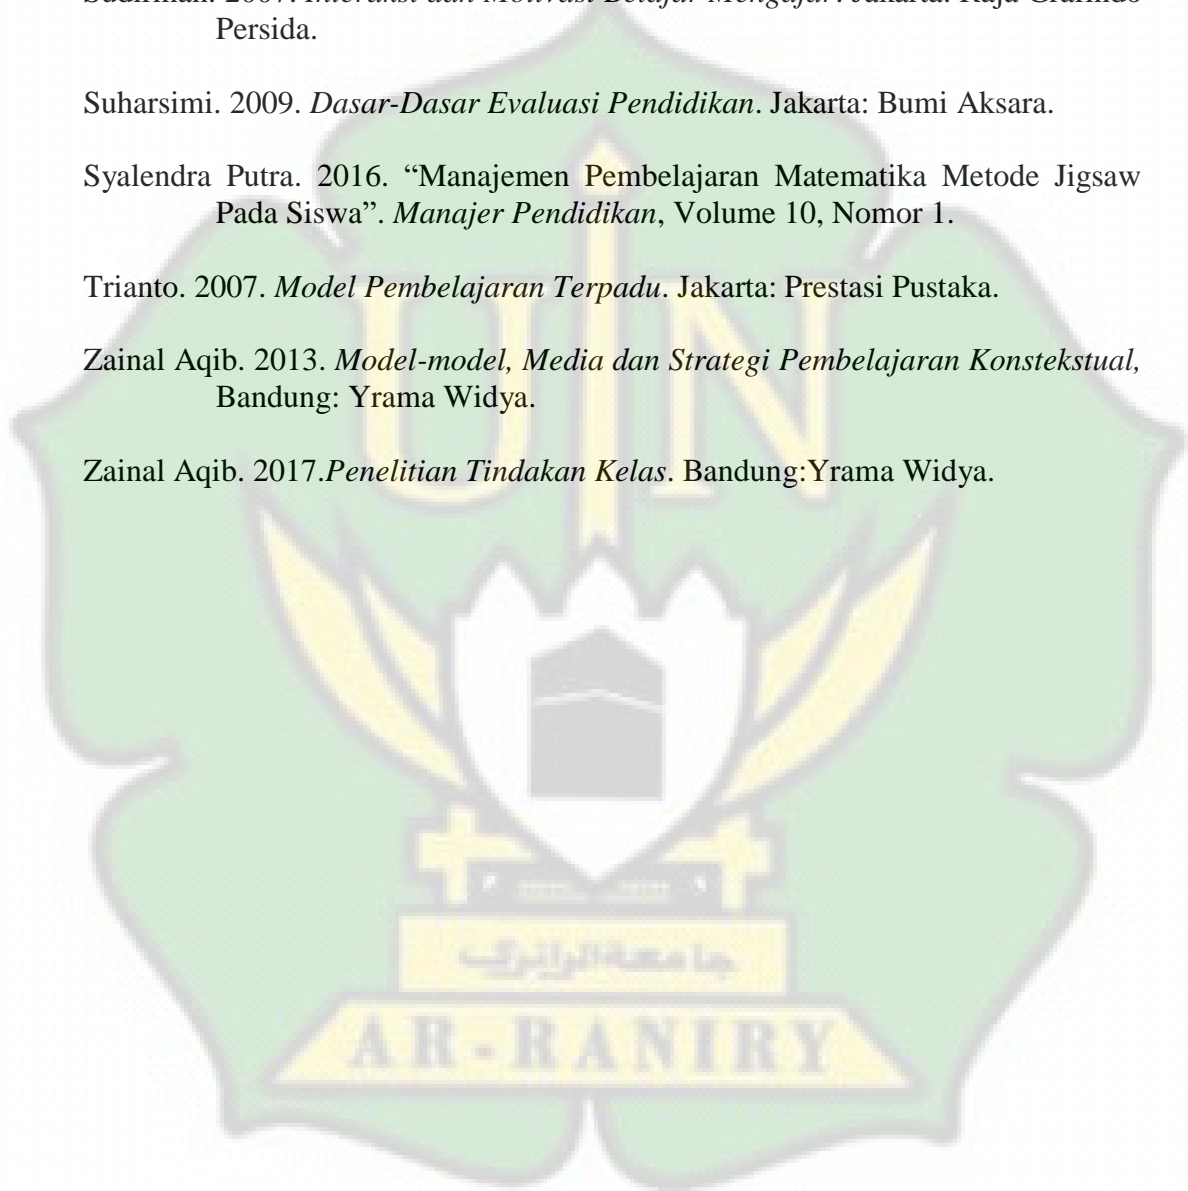 Persida.
Suharsimi. 2009. Dasar-Dasar Evaluasi Pendidikan. Jakarta: Bumi Aksara.
Syalendra Putra. 2016. “Manajemen Pembelajaran Matematika Metode Jigsaw
Pada Siswa”. Manajer Pendidikan, Volume 10, Nomor 1.
Trianto. 2007. Model Pembelajaran Terpadu. Jakarta: Prestasi Pustaka.
Zainal Aqib. 2013. Model-model, Media dan Strategi Pembelajaran Konstekstual,
Bandung: Yrama Widya.
Zainal Aqib. 2017.Penelitian Tindakan Kelas. Bandung:Yrama Widya.
UIN
جامعة الرانري
AR-RANIRY